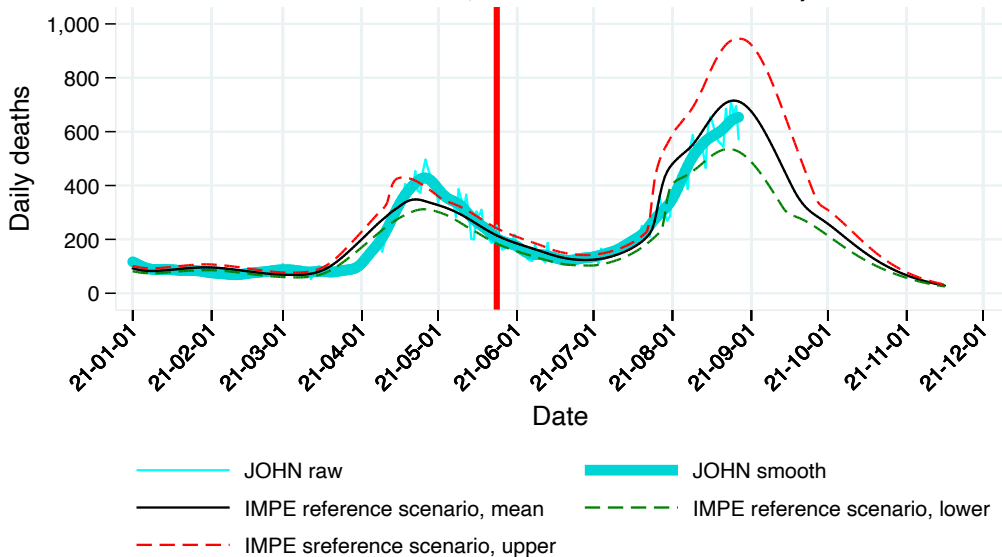 1,000
800
600
400
200
0
Daily deaths
21-01-01
21-02-01
21-03-01
21-04-01
21-05-01
21-06-01
21-07-01
21-08-01
21-09-01
21-10-01
21-11-01
21-12-01
Date
JOHN raw
JOHN smooth
IMPE reference scenario, mean
IMPE reference scenario, lower
IMPE sreference scenario, upper